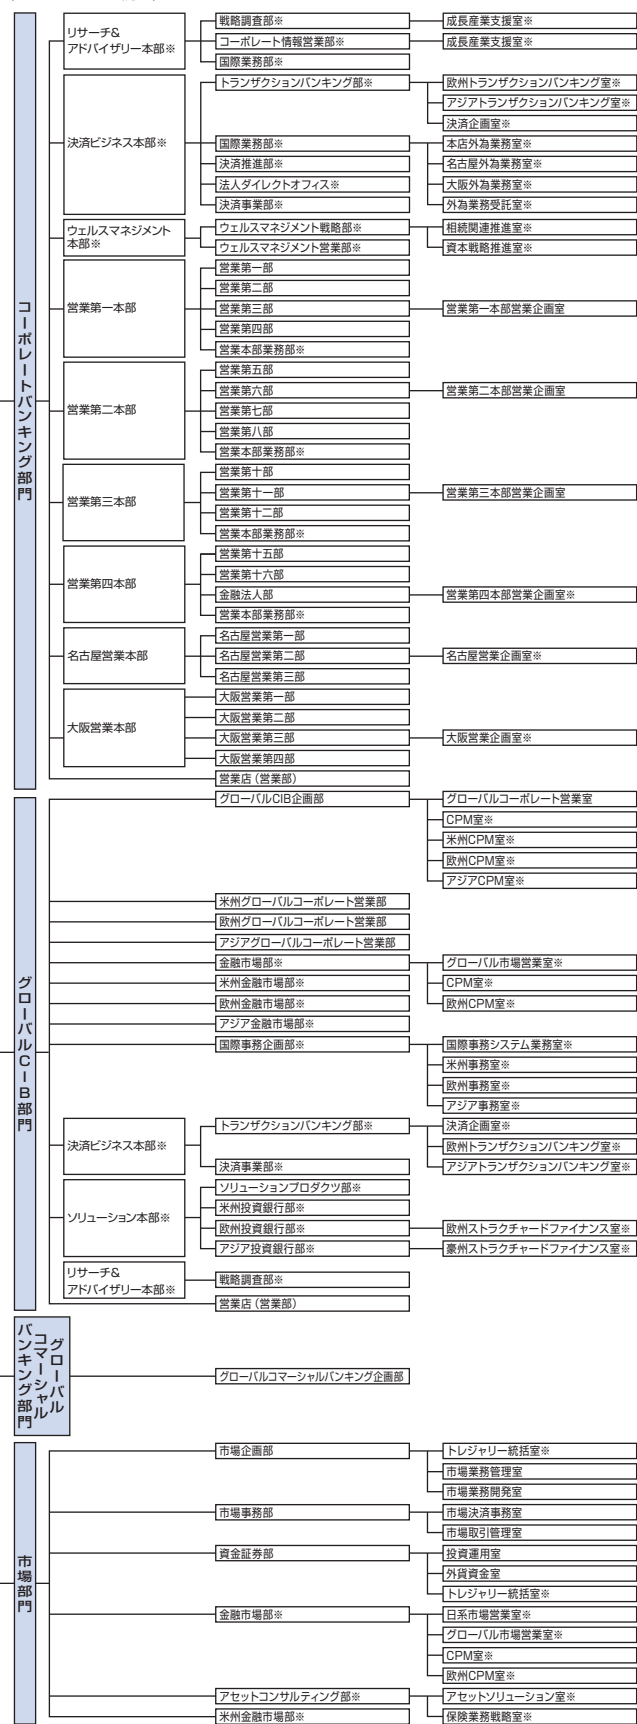 コーポレートバンキング部門
リサーチ&
アドバイザリー本部※
戦略調査部※
成長産業支援室※
コーポレート情報営業部※
成長産業支援室※
国際業務部※
決済ビジネス本部※
トランザクションバンキング部※
欧州トランザクションバンキング室※
アジアトランザクションバンキング室※
決済企画室※
国際業務部※
本店外為業務室※
決済推進部※
名古屋外為業務室※
法人ダイレクトオフィス※
大阪外為業務室※
決済事業部※
外為業務受託室※
ウェルスマネジメント
本部※
ウェルスマネジメント戦略部※
相続関連推進室※
ウェルスマネジメント営業部※
資本戦略推進室※
営業第一本部
営業第一部
営業第二部
営業第三部
営業第一本部営業企画室
営業第四部
営業本部業務部※
営業第二本部
営業第五部
営業第六部
営業第二本部営業企画室
営業第七部
営業第八部
営業本部業務部※
営業第三本部
営業第十部
営業第十一部
営業第三本部営業企画室
営業第十二部
営業本部業務部※
営業第四本部
営業第十五部
営業第十六部
金融法人部
営業第四本部営業企画室※
営業本部業務部※
名古屋営業本部
名古屋営業第一部
名古屋営業第二部
名古屋営業企画室※
名古屋営業第三部
大阪営業本部
大阪営業第一部
大阪営業第二部
大阪営業第三部
大阪営業企画室※
大阪営業第四部
営業店（営業部）
グローバルCIB部門
グローバルCIB企画部
グローバルコーポレート営業室
CPM室※
米州CPM室※
欧州CPM室※
アジアCPM室※
米州グローバルコーポレート営業部
欧州グローバルコーポレート営業部
アジアグローバルコーポレート営業部
金融市場部※
グローバル市場営業室※
米州金融市場部※
CPM室※
欧州金融市場部※
欧州CPM室※
アジア金融市場部※
国際事務企画部※
国際事務システム業務室※
米州事務室※
欧州事務室※
アジア事務室※
決済ビジネス本部※
トランザクションバンキング部※
決済企画室※
欧州トランザクションバンキング室※
決済事業部※
アジアトランザクションバンキング室※
ソリューション本部※
ソリューションプロダクツ部※
米州投資銀行部※
欧州投資銀行部※
欧州ストラクチャードファイナンス室※
アジア投資銀行部※
豪州ストラクチャードファイナンス室※
リサーチ&
アドバイザリー本部※
戦略調査部※
営業店（営業部）
グローバル
コマーシャル
バンキング部門
グローバルコマーシャルバンキング企画部
市場部門
市場企画部
トレジャリー統括室※
市場業務管理室
市場業務開発室
市場事務部
市場決済事務室
市場取引管理室
資金証券部
投資運用室
外貨資金室
トレジャリー統括室※
金融市場部※
日系市場営業室※
グローバル市場営業室※
CPM室※
欧州CPM室※
アセットコンサルティング部※
アセットソリューション室※
米州金融市場部※
保険業務戦略室※